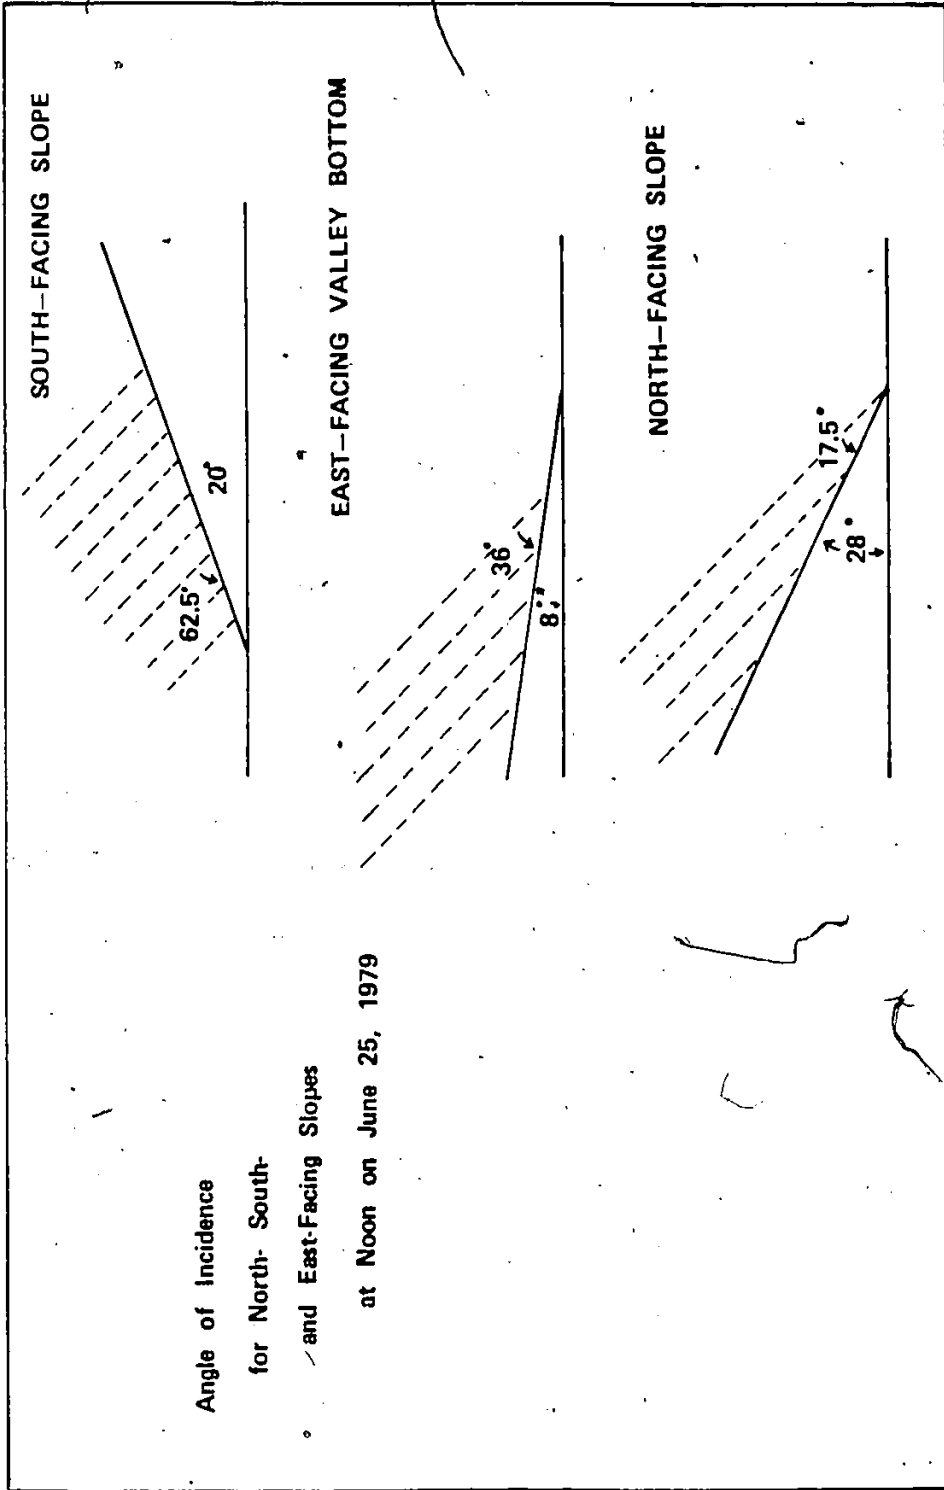 Angle of Incidence
for North- South-
and East-Facing Slopes
at Noon on June 25, 1979
SOUTH–FACING SLOPE
62.5°
20°
EAST–FACING VALLEY BOTTOM
36°
8°
NORTH–FACING SLOPE
17.5°
28°